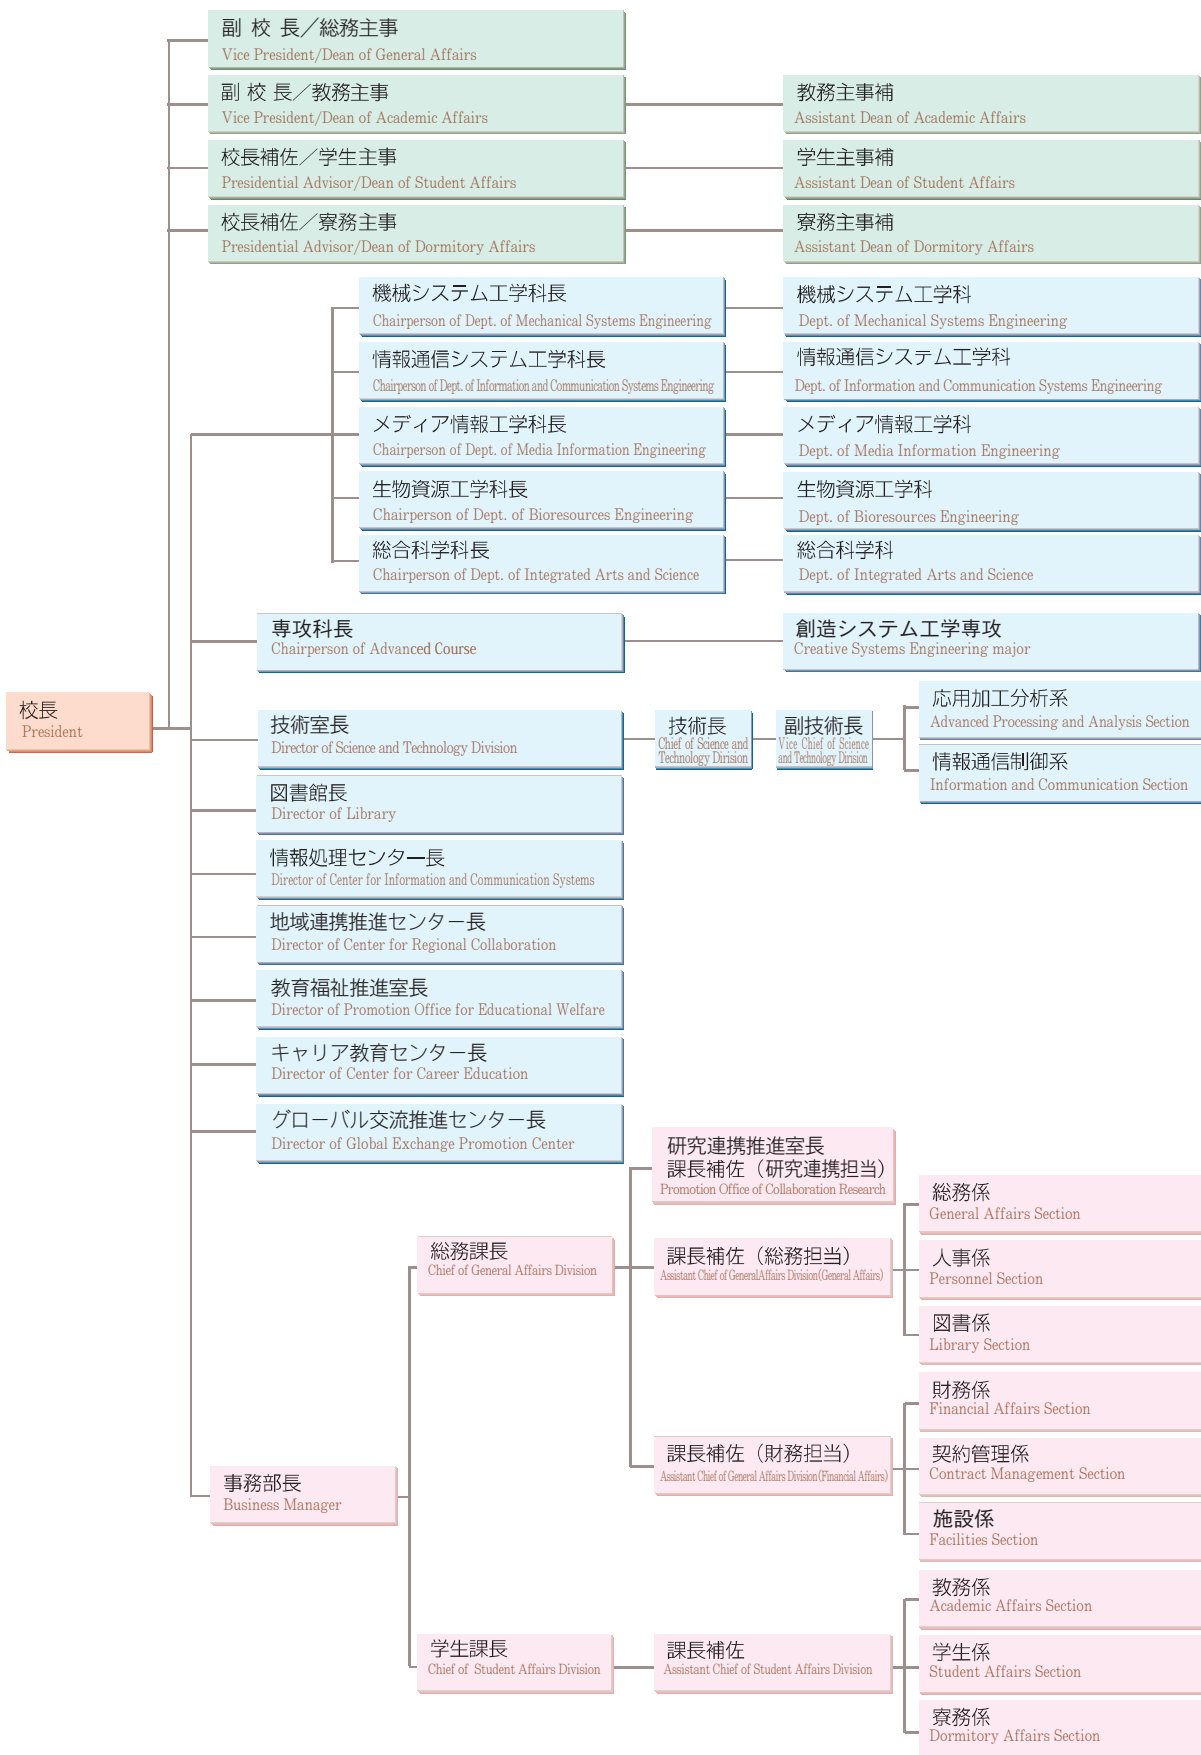 副 校 長／総務主事
Vice President/Dean of General Affairs
副 校 長／教務主事
Vice President/Dean of Academic Affairs
教務主事補
Assistant Dean of Academic Affairs
校長補佐／学生主事
Presidential Advisor/Dean of Student Affairs
学生主事補
Assistant Dean of Student Affairs
校長補佐／寮務主事
Presidential Advisor/Dean of Dormitory Affairs
寮務主事補
Assistant Dean of Dormitory Affairs
機械システム工学科長
Chairperson of Dept. of Mechanical Systems Engineering
機械システム工学科
Dept. of Mechanical Systems Engineering
情報通信システム工学科長
Chairperson of Dept. of Information and Communication Systems Engineering
情報通信システム工学科
Dept. of Information and Communication Systems Engineering
メディア情報工学科長
Chairperson of Dept. of Media Information Engineering
メディア情報工学科
Dept. of Media Information Engineering
生物資源工学科長
Chairperson of Dept. of Bioresources Engineering
生物資源工学科
Dept. of Bioresources Engineering
総合科学科長
Chairperson of Dept. of Integrated Arts and Science
総合科学科
Dept. of Integrated Arts and Science
専攻科長
Chairperson of Advanced Course
創造システム工学専攻
Creative Systems Engineering major
校長
President
技術室長
Director of Science and Technology Division
技術長
Chief of Science and
Technology Dirision
副技術長
Vice Chief of Science
and Technology Dirision
応用加工分析系
Advanced Processing and Analysis Section
情報通信制御系
Information and Communication Section
図書館長
Director of Library
情報処理センター長
Director of Center for Information and Communication Systems
地域連携推進センター長
Director of Center for Regional Collaboration
教育福祉推進室長
Director of Promotion Office for Educational Welfare
キャリア教育センター長
Director of Center for Career Education
グローバル交流推進センター長
Director of Global Exchange Promotion Center
研究連携推進室長
課長補佐（研究連携担当）
Promotion Office of Collaboration Research
総務課長
Chief of General Affairs Division
課長補佐（総務担当）
Assistant Chief of GeneralAffairs Division(General Affairs)
総務係
General Affairs Section
人事係
Personnel Section
図書係
Library Section
課長補佐（財務担当）
Assistant Chief of General Affairs Division(Financial Affairs)
財務係
Financial Affairs Section
契約管理係
Contract Management Section
施設係
Facilities Section
事務部長
Business Manager
学生課長
Chief of Student Affairs Division
課長補佐
Assistant Chief of Student Affairs Division
教務係
Academic Affairs Section
学生係
Student Affairs Section
寮務係
Dormitory Affairs Section